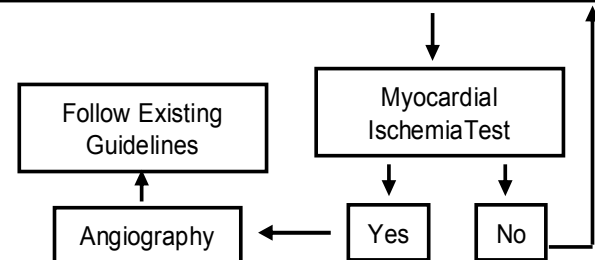 Myocardial
IschemiaTest
Follow Existing
Guidelines
Yes
No
Angiography